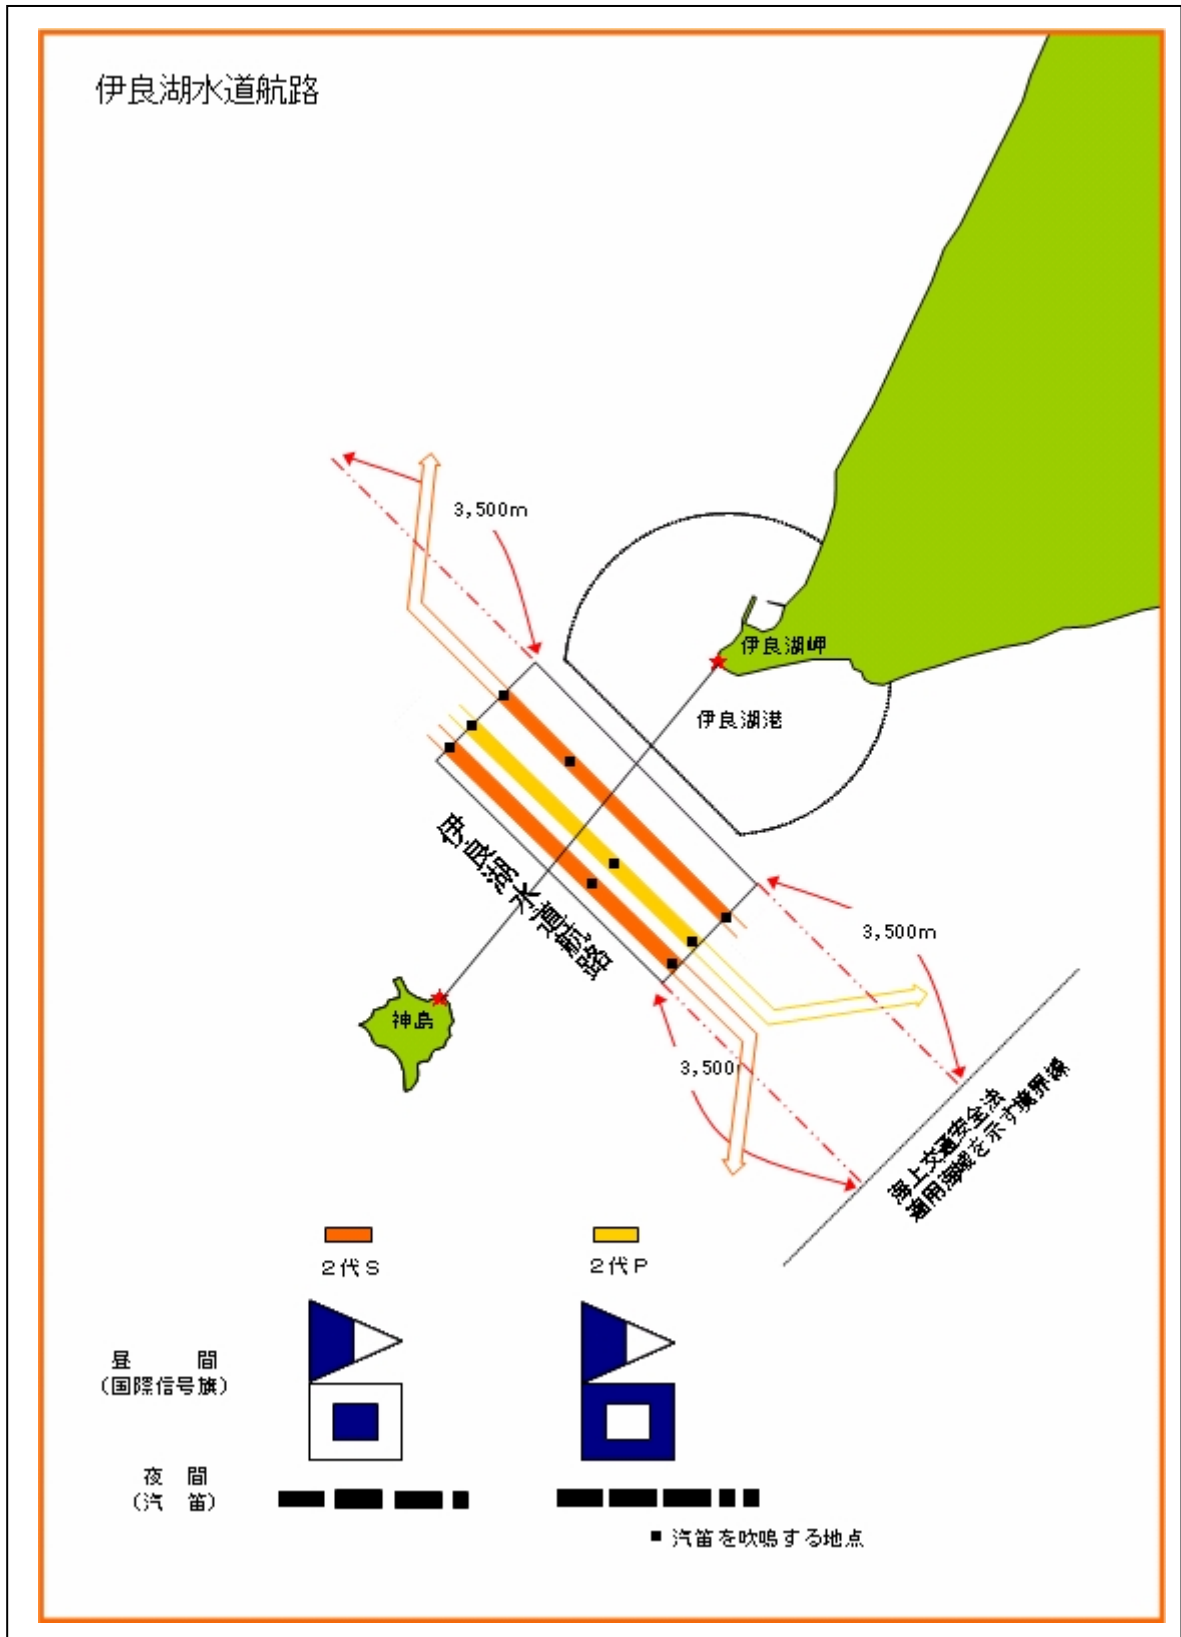 伊良湖水道航路
3,500m
伊良湖岬
伊良湖港
伊良湖水道航路
3,500m
神島
3,500
海上交通安全法
適用海域を示す境界線
2代S
2代P
昼 間
(国際信号旗)
夜 間
(汽 笛)
■ 汽笛を吹鳴する地点